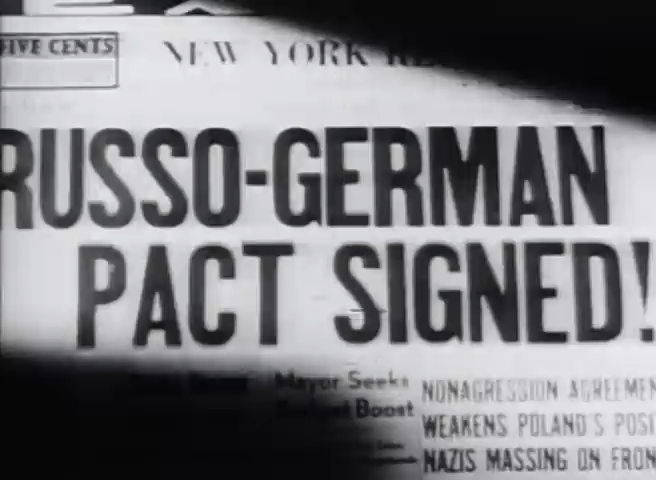 FIVE CENTS
NEW YORK
RUSSO-GERMAN
PACT SIGNED!
Mayor Seeks
Boost
NONAGRESSION AGREEMEN
WEAKENS POLAND'S POSI
NAZIS MASSING ON FRON